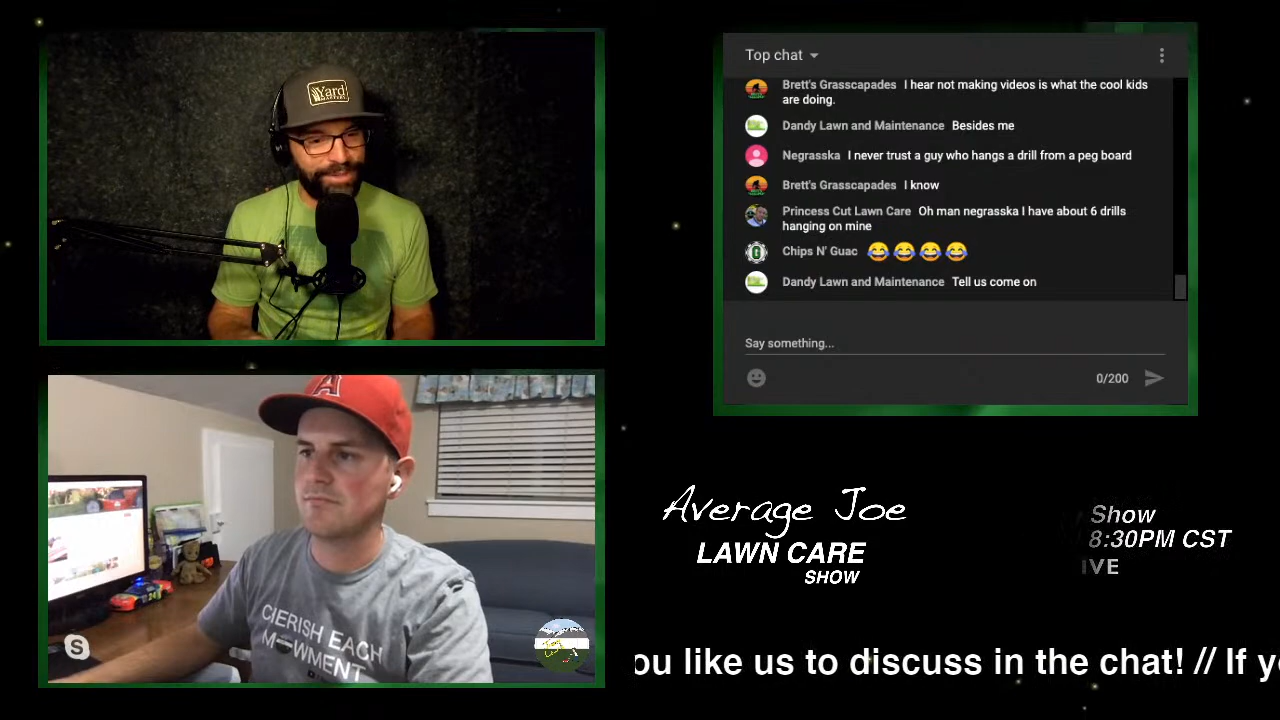 Yard
Top chat
Brett's Grasscapades I hear not making videos is what the cool kids
are doing.
Dandy Lawn and Maintenance Besides me
Negrasska I never trust a guy who hangs a drill from a peg board
Brett's Grasscapades I know
Princess Cut Lawn Care Oh man negrasska I have about 6 drills
hanging on mine
Chips N' Guac 😂😂😂😂
Dandy Lawn and Maintenance Tell us come on
Say something...
0/200
A
CHERISH EACH
MOWMENT
S
24
Average Joe
LAWN CARE
SHOW
Show
8:30PM CST
IVE
ou like us to discuss in the chat! // If y